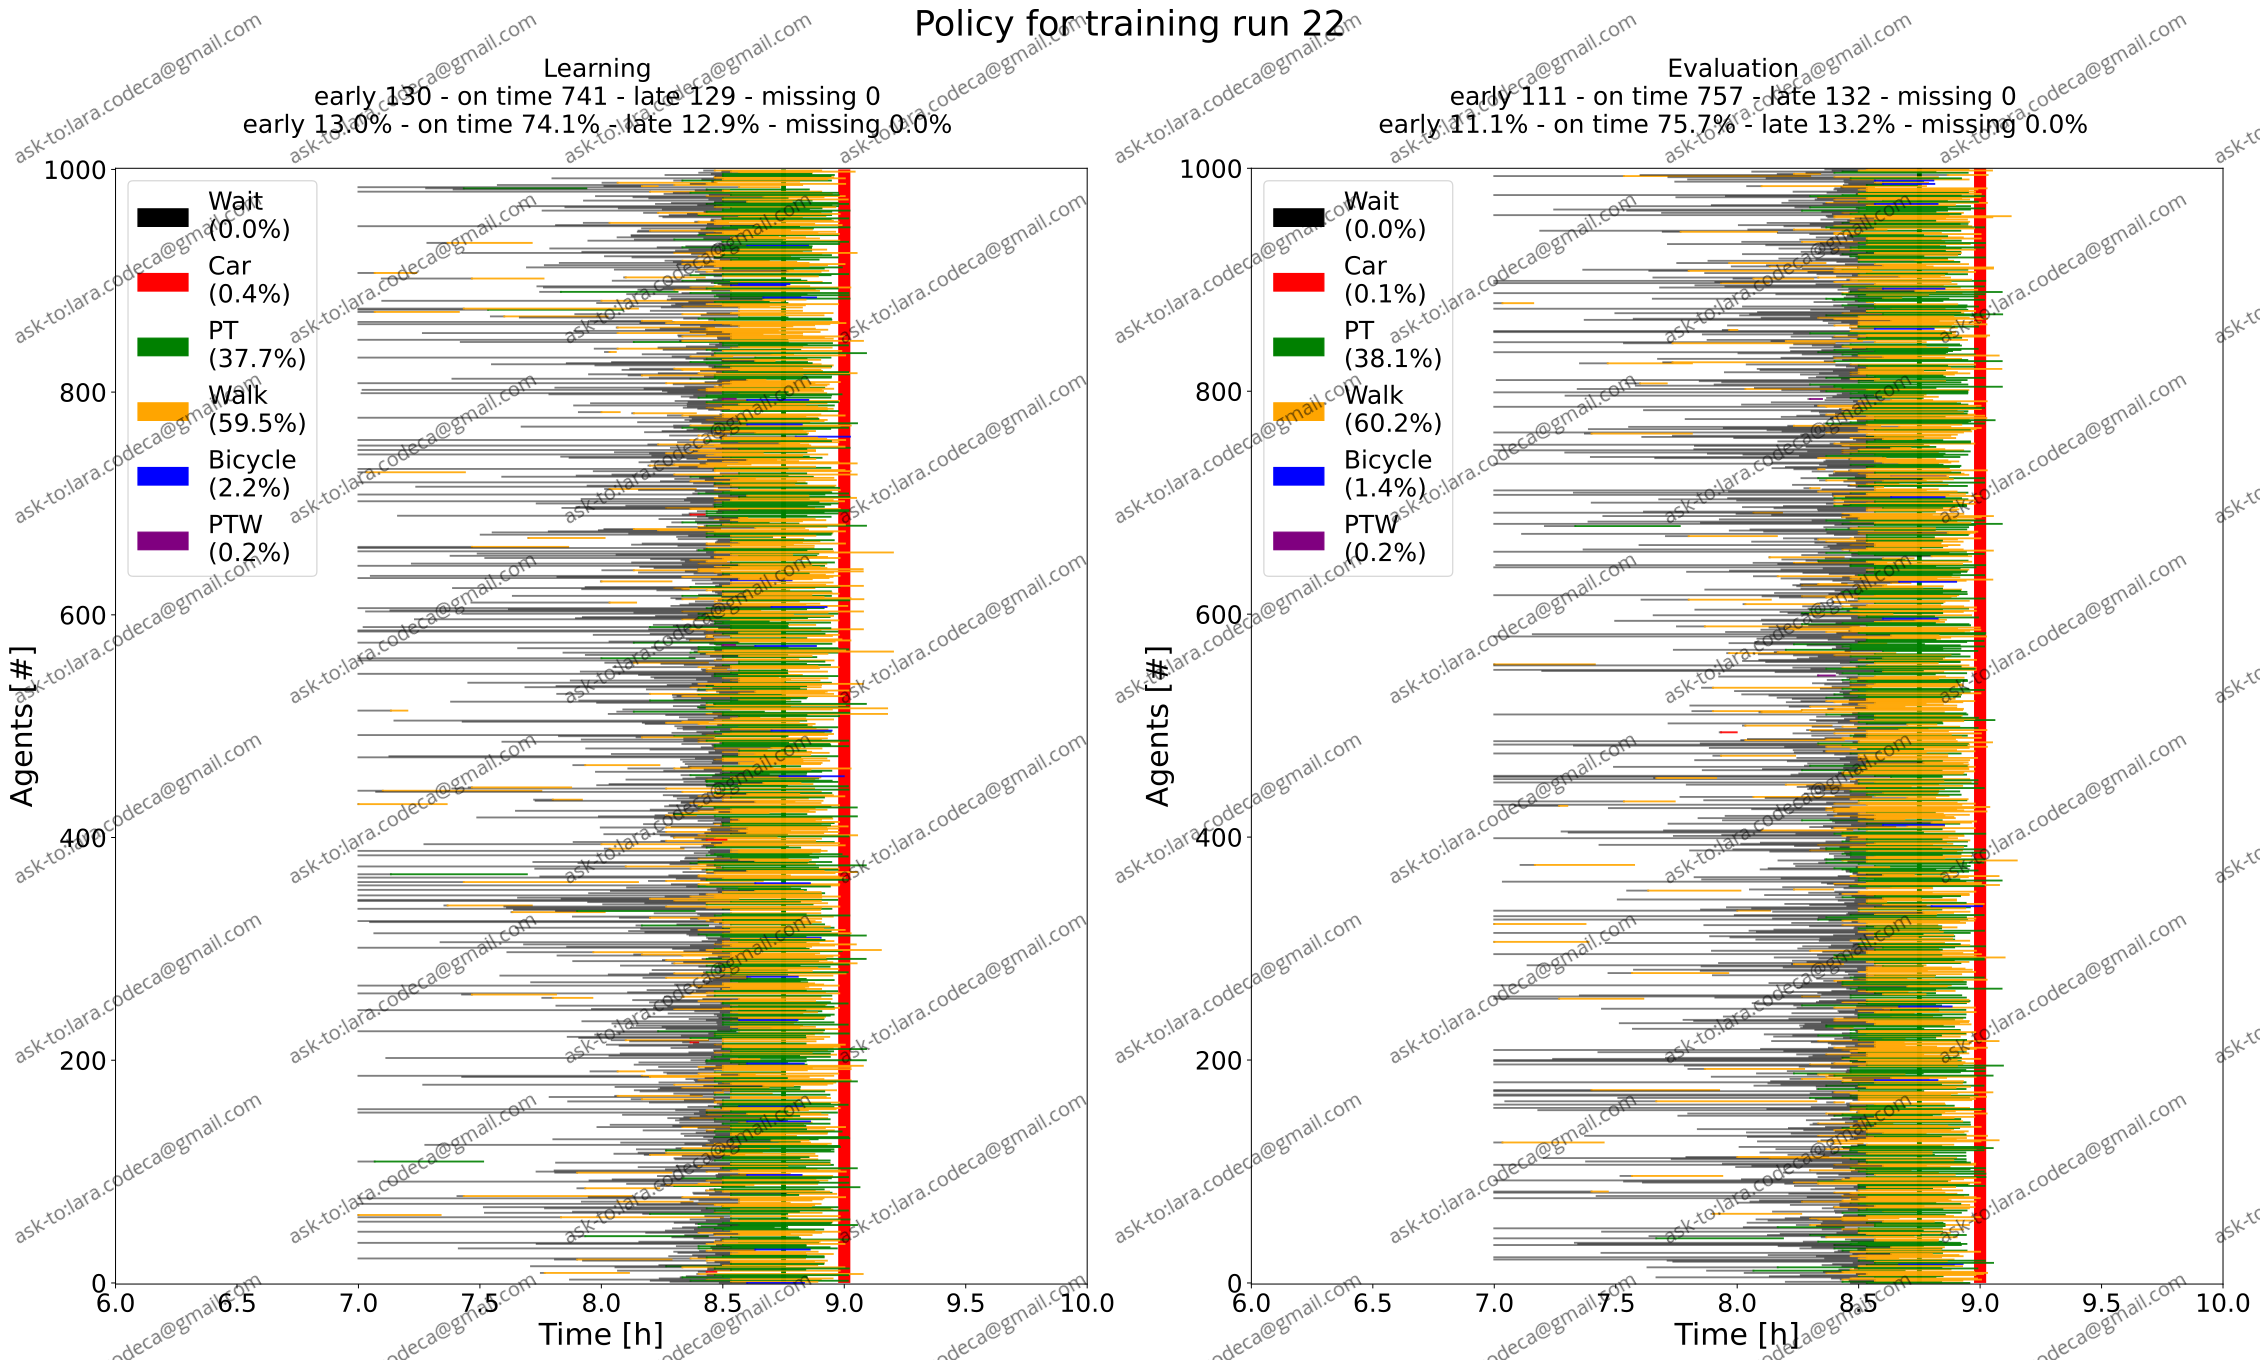 Policy for training run 22
Learning
early 130 - on time 741 - late 129 - missing 0
early 13.0% - on time 74.1% - late 12.9% - missing 0.0%
1000
800
600
400
200
0
Agents [#]
Wait
(0.0%)
Car
(0.4%)
PT
(37.7%)
Walk
(59.5%)
Bicycle
(2.2%)
PTW
(0.2%)
6.0 6.5 7.0 7.5 8.0 8.5 9.0 9.5 10.0
Time [h]
Evaluation
early 111 - on time 757 - late 132 - missing 0
early 11.1% - on time 75.7% - late 13.2% - missing 0.0%
1000
800
600
400
200
0
Agents [#]
Wait
(0.0%)
Car
(0.1%)
PT
(38.1%)
Walk
(60.2%)
Bicycle
(1.4%)
PTW
(0.2%)
6.0 6.5 7.0 7.5 8.0 8.5 9.0 9.5 10.0
Time [h]
ask-to:lara.codeca@gmail.com